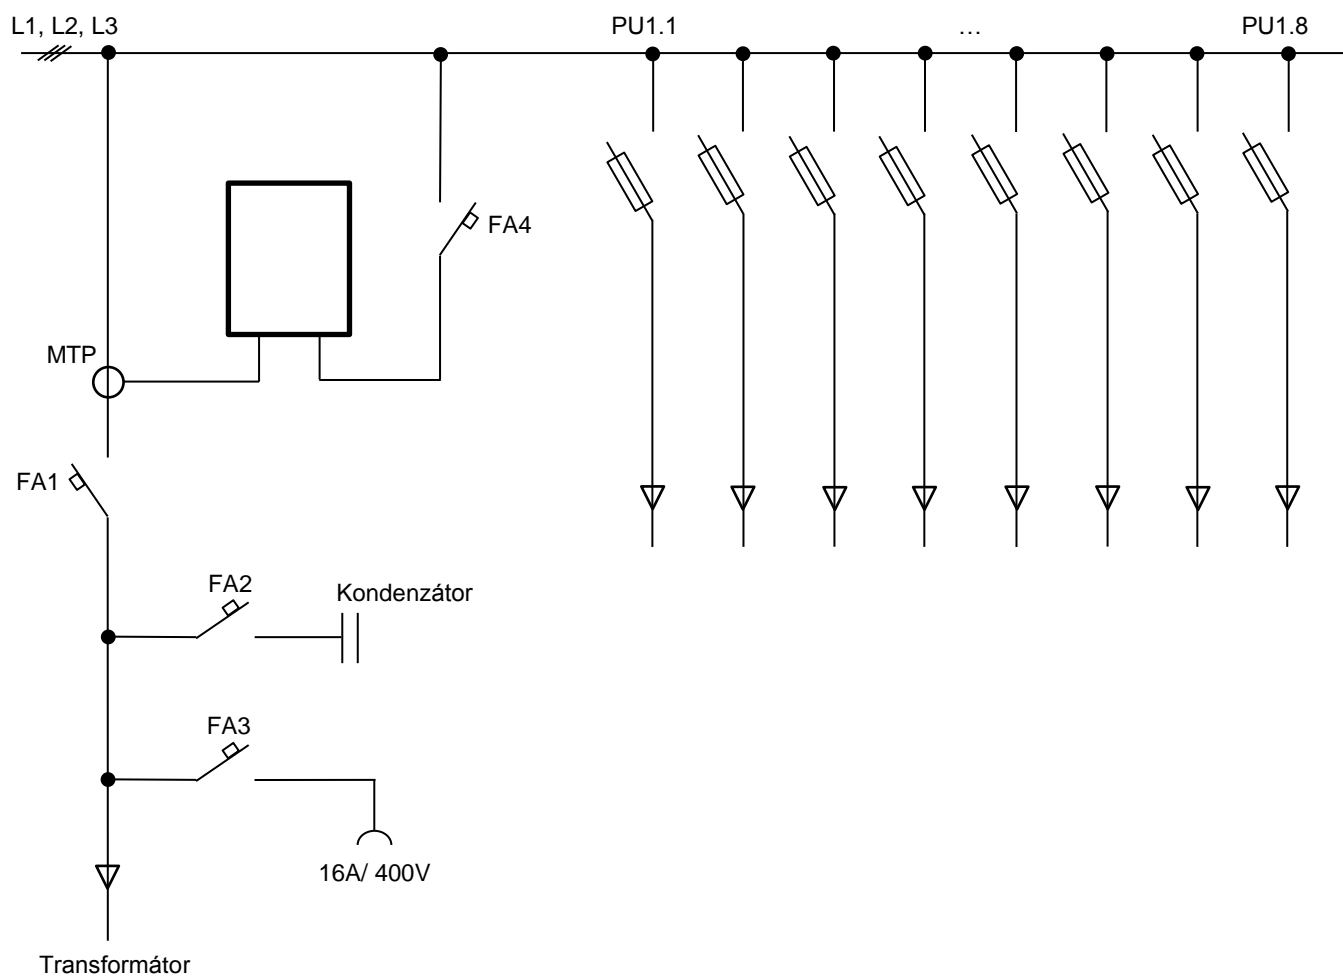 L1, L2, L3
PU1.1
...
PU1.8
FA4
MTP
FA1
FA2
Kondenzátor
FA3
16A/ 400V
Transformátor